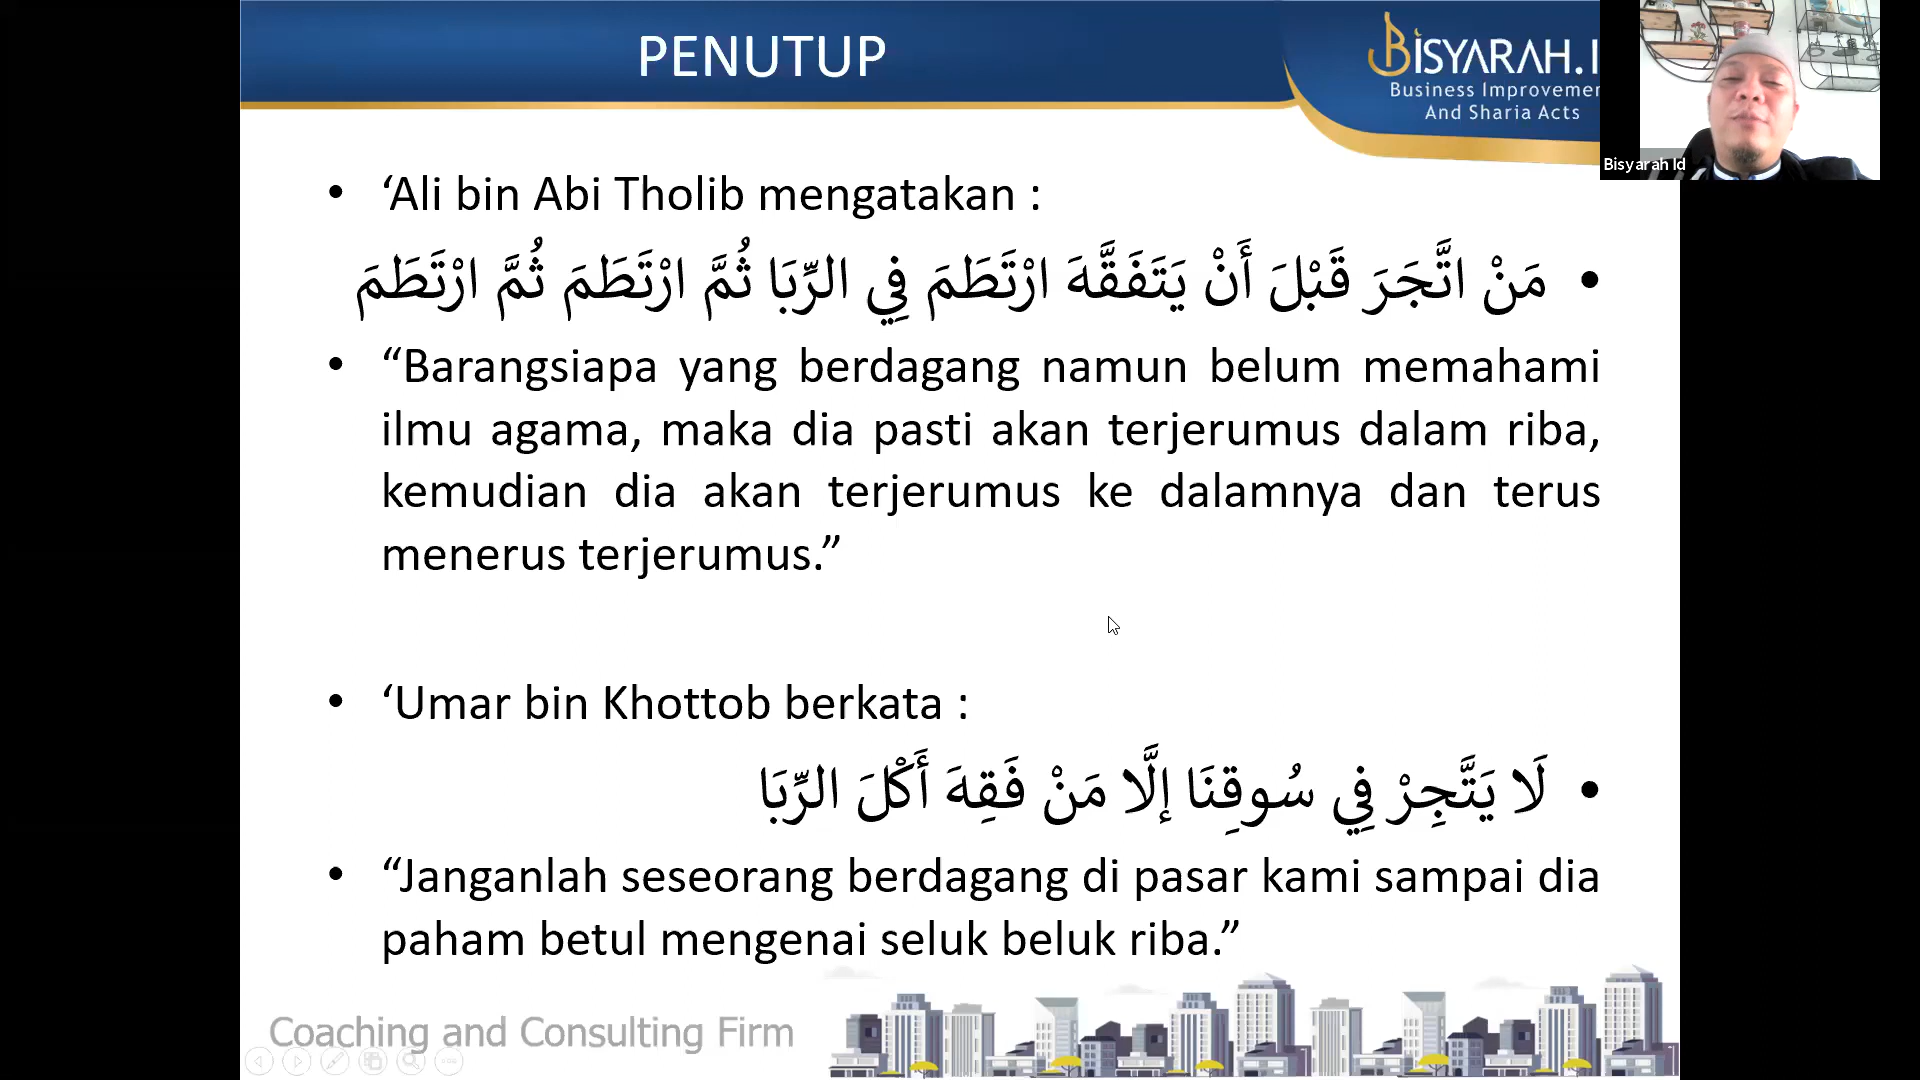 PENUTUP
BISYARAH.I
Business Improvemen
And Sharia Acts
Bisyarah Id
• ‘Ali bin Abi Tholib mengatakan :
• مَنْ اتَّجَرَ قَبْلَ أَنْ يَتَفَقَّهَ ارْتَطَمَ فِي الرِّبَا ثُمَّ ارْتَطَمَ ثُمَّ ارْتَطَمَ
• “Barangsiapa yang berdagang namun belum memahami
ilmu agama, maka dia pasti akan terjerumus dalam riba,
kemudian dia akan terjerumus ke dalamnya dan terus
menerus terjerumus.”
• ‘Umar bin Khottob berkata :
• لَا يَتَّجِرْ فِي سُوقِنَا إلَّا مَنْ فَقِهَ أَكْلَ الرِّبَا
• “Janganlah seseorang berdagang di pasar kami sampai dia
paham betul mengenai seluk beluk riba.”
Coaching and Consulting Firm